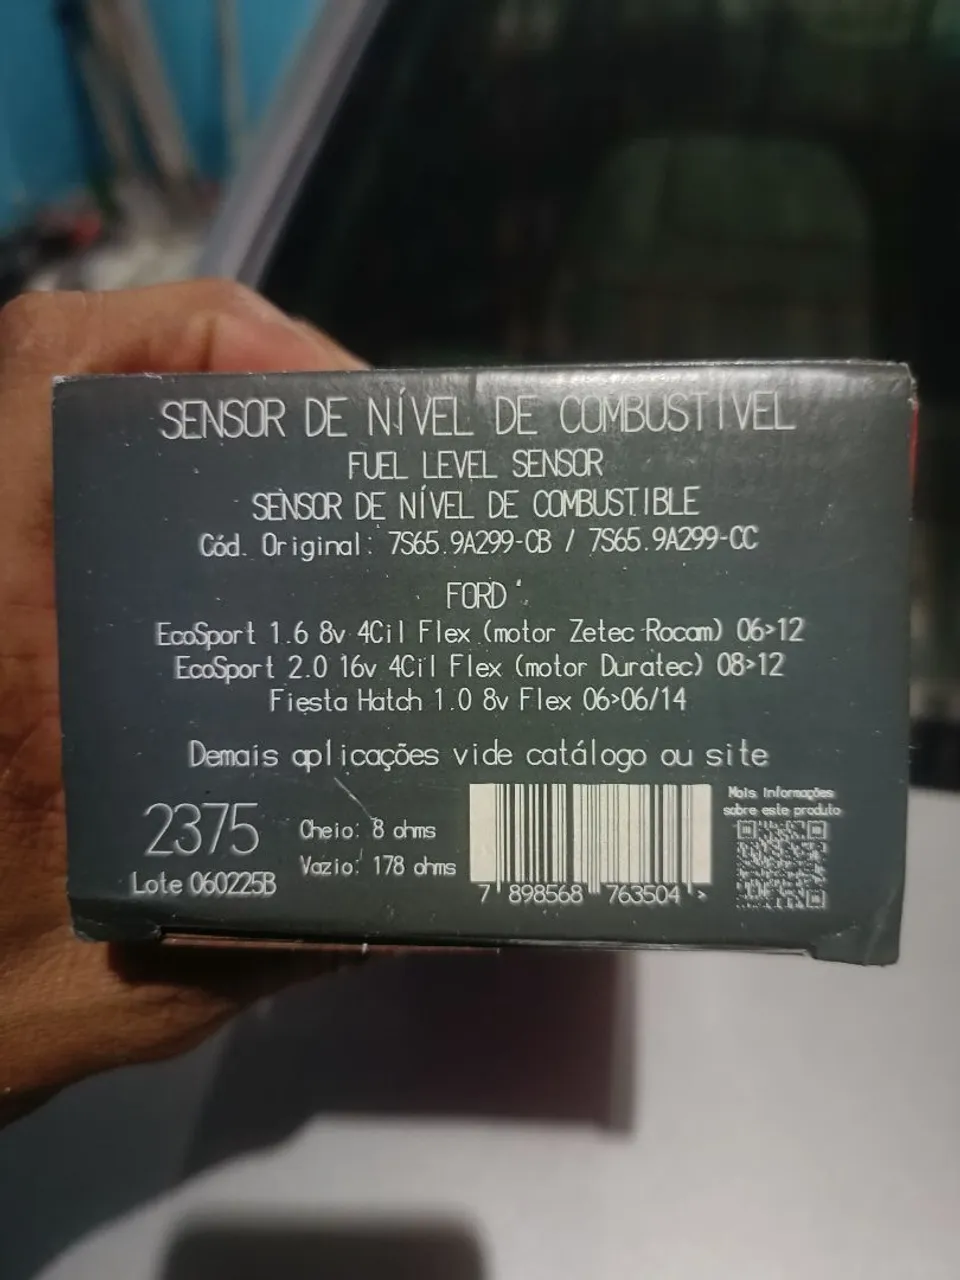 SENSOR DE NÍVEL DE COMBUSTÍVEL
FUEL LEVEL SENSOR
SENSOR DE NÍVEL DE COMBUSTIBLE
Cód. Original: 7S65.9A299-CB / 7S65.9A299-CC
FORD
EcoSport 1.6 8v 4Cil Flex (motor Zetec Rocam) 06>12
EcoSport 2.0 16v 4Cil Flex (motor Duratec) 08>12
Fiesta Hatch 1.0 8v Flex 06>06/14
Demais aplicações vide catálogo ou site
2375
Lote 060225B
Cheio: 8 ohms
Vazio: 178 ohms
7 898568 763504 >
Mais Informações
sobre este produto